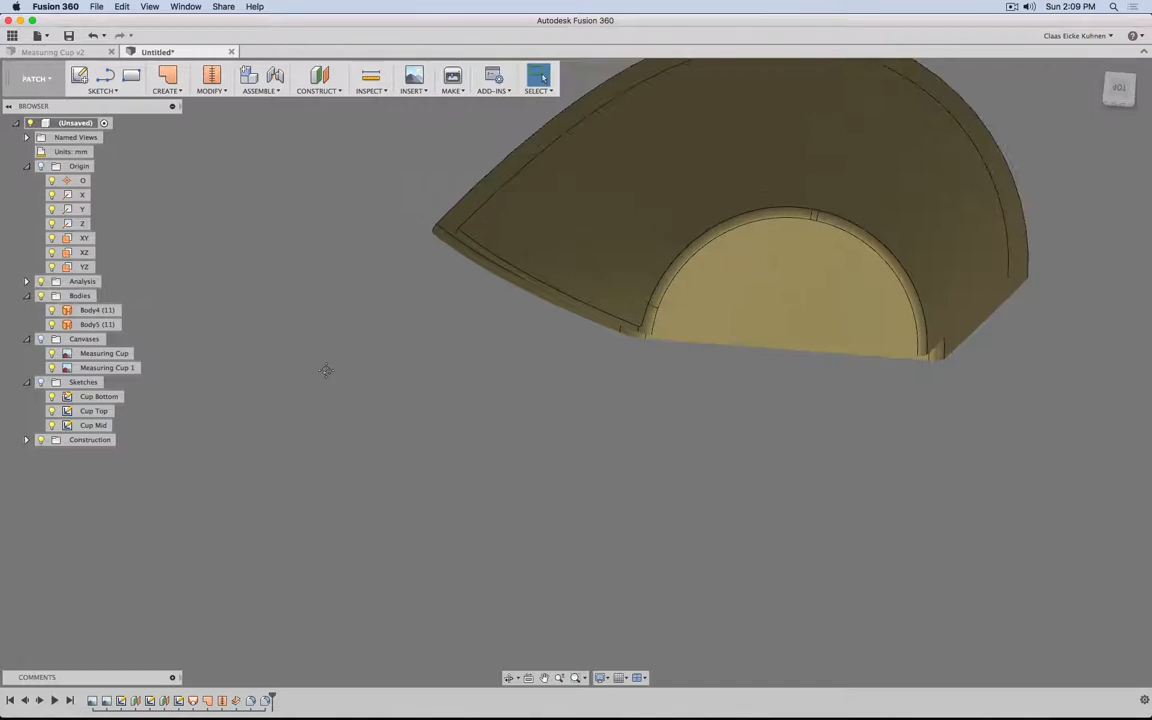 Fusion 360 File Edit View Window Share Help Sun 2:09 PM
Autodesk Fusion 360
Claas Eicke Kuhnen
Measuring Cup v2 Untitled*
PATCH
SKETCH CREATE MODIFY ASSEMBLE CONSTRUCT INSPECT INSERT MAKE ADD-INS SELECT
BROWSER
(Unsaved)
Named Views
Units: mm
Origin
O
X
Y
Z
XY
XZ
YZ
Analysis
Bodies
Body4 (11)
Body5 (11)
Canvases
Measuring Cup
Measuring Cup 1
Sketches
Cup Bottom
Cup Top
Cup Mid
Construction
COMMENTS